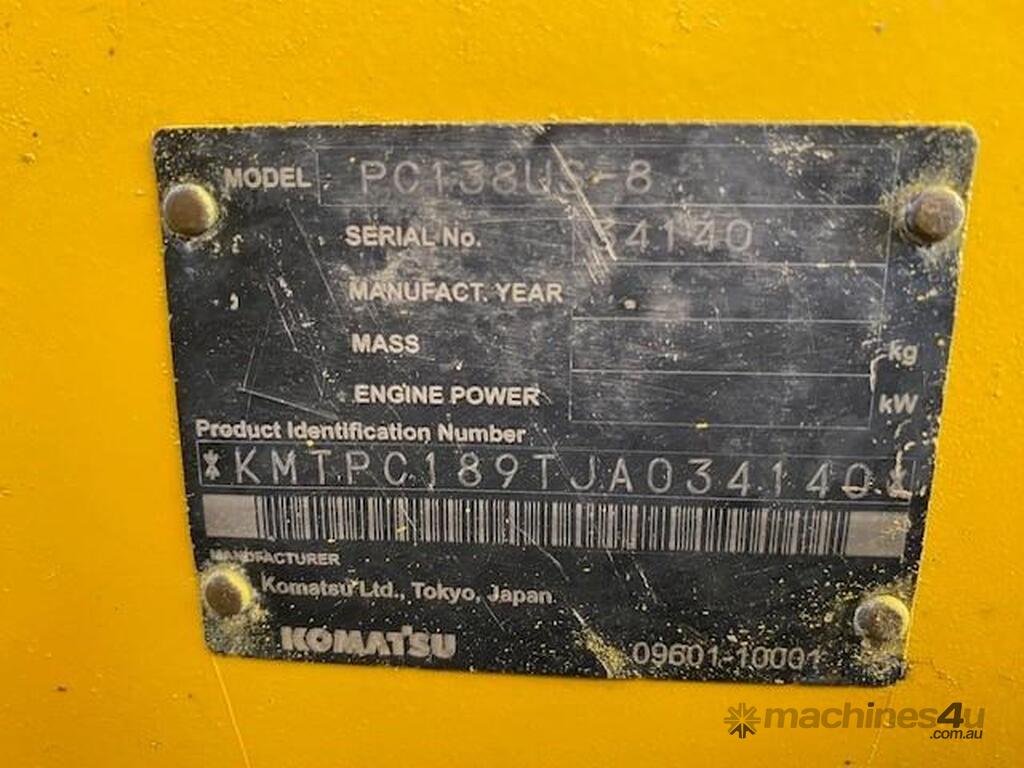 MODEL PC138US-8
SERIAL No. 34140
MANUFACT. YEAR
MASS kg
ENGINE POWER kW
Product Identification Number
*KMTPC189TJA034140*
MANUFACTURER
Komatsu Ltd., Tokyo, Japan
KOMATSU 09601-10001
machines4u
.com.au